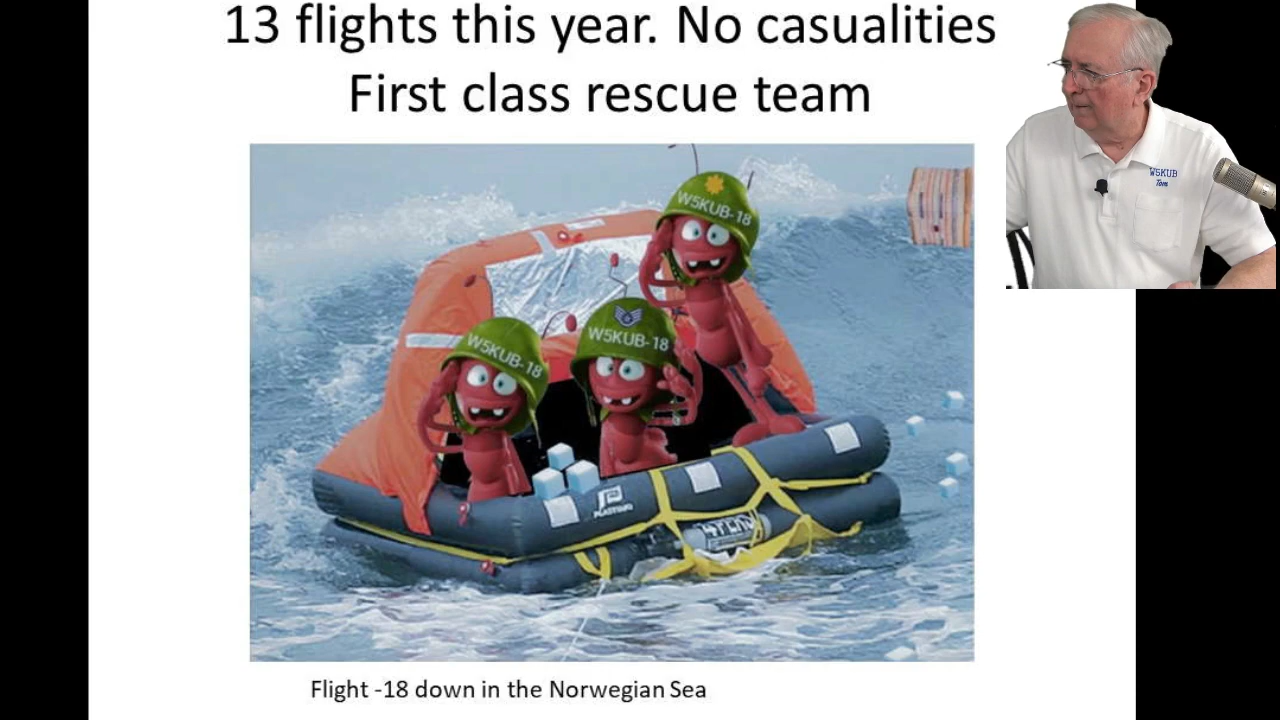 13 flights this year. No casualities
First class rescue team
W5KUB
Tom
W5KUB-18
W5KUB-18
W5KUB-18
PLASTIMO
Flight -18 down in the Norwegian Sea